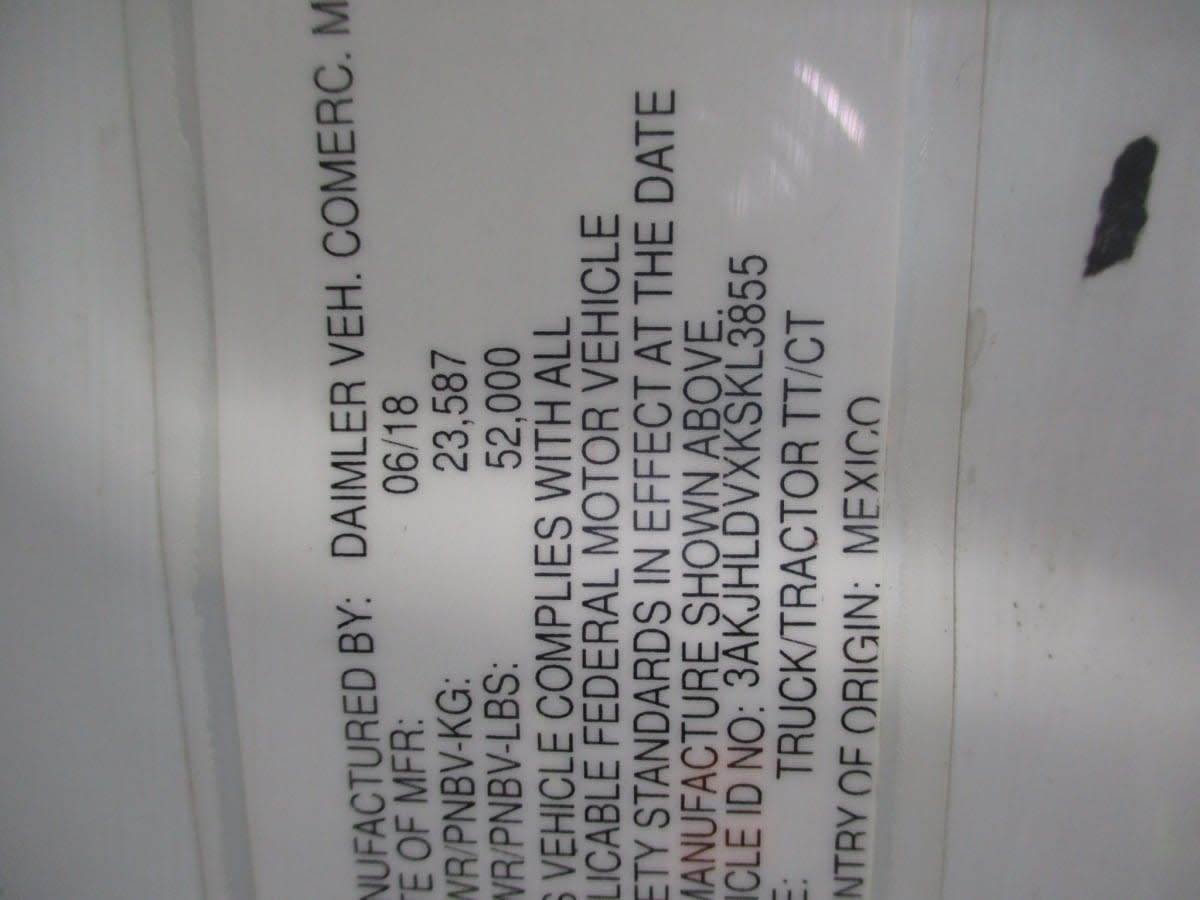 NUFACTURED BY: DAIMLER VEH. COMERC. M
TE OF MFR: 06/18
WR/PNBV-KG: 23,587
WR/PNBV-LBS: 52,000
S VEHICLE COMPLIES WITH ALL
LICABLE FEDERAL MOTOR VEHICLE
ETY STANDARDS IN EFFECT AT THE DATE
MANUFACTURE SHOWN ABOVE.
ICLE ID NO: 3AKJHLDVXKSKL3855
E: TRUCK/TRACTOR TT/CT
NTRY OF ORIGIN: MEXICO